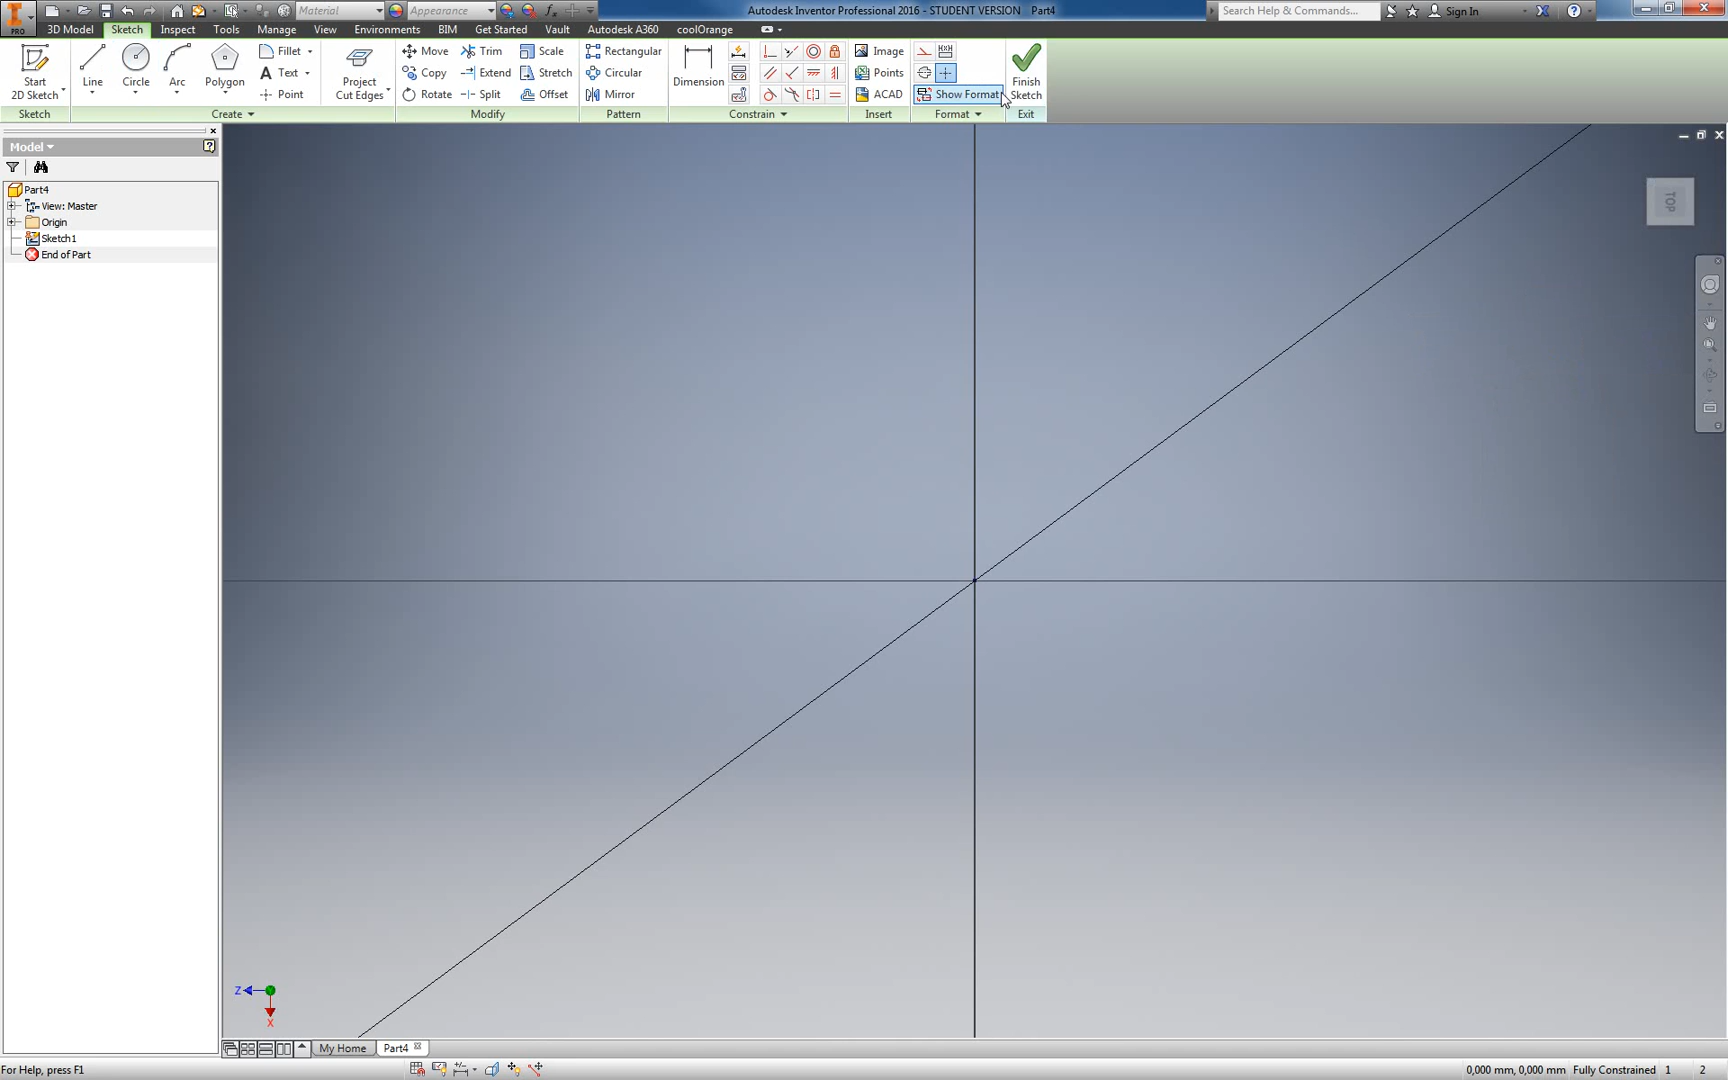 Material
Appearance
Autodesk Inventor Professional 2016 - STUDENT VERSION Part4
Search Help & Commands...
Sign In
PRO
3D Model Sketch Inspect Tools Manage View Environments BIM Get Started Vault Autodesk A360 coolOrange
Start
2D Sketch
Line
Circle
Arc
Polygon
Fillet
Text
Point
Project
Cut Edges
Move
Copy
Rotate
Trim
Extend
Split
Scale
Stretch
Offset
Rectangular
Circular
Mirror
Dimension
Image
Points
ACAD
Show Format
Finish
Sketch
Sketch Create Modify Pattern Constrain Insert Format Exit
Model
Part4
View: Master
Origin
Sketch1
End of Part
TOP
Z
X
My Home Part4
For Help, press F1
0,000 mm, 0,000 mm Fully Constrained 1 2